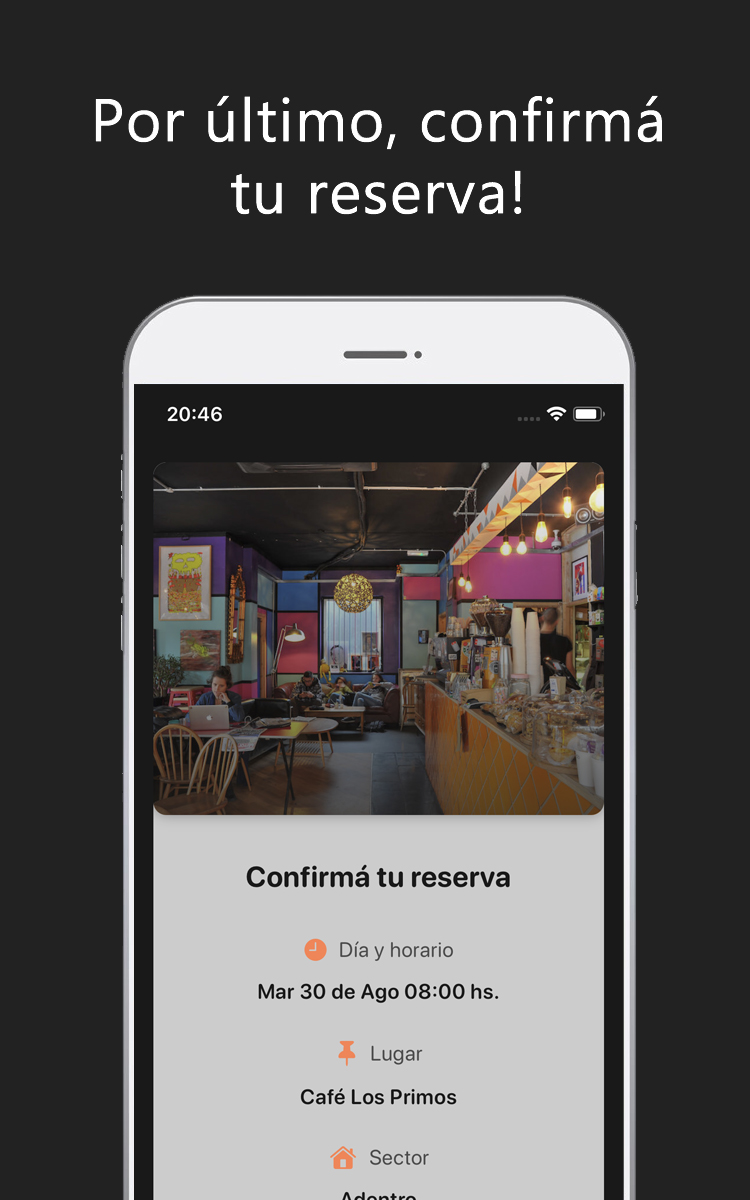 Por último, confirmá
tu reserva!
20:46
Confirmá tu reserva
Día y horario
Mar 30 de Ago 08:00 hs.
Lugar
Café Los Primos
Sector
Adentro